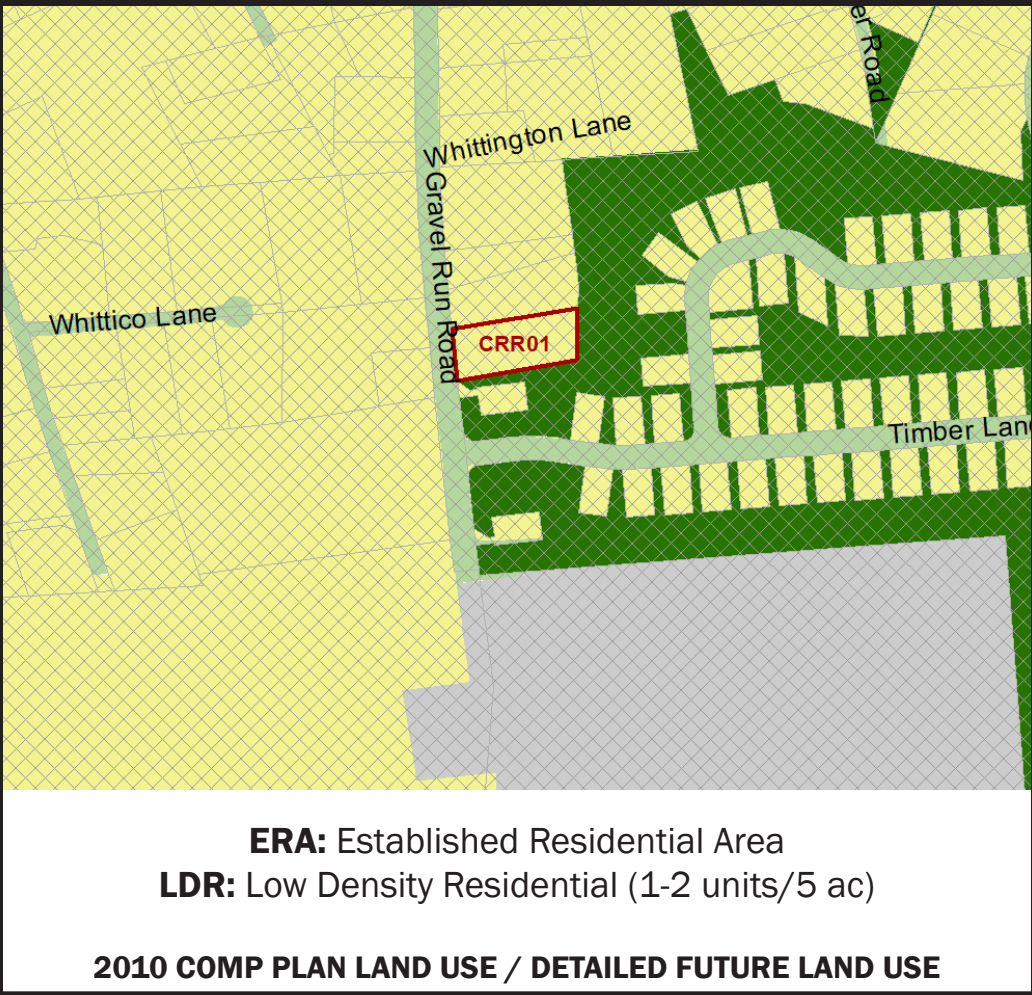 er Road
Whittington Lane
Gravel Run Road
Whittico Lane
CRR01
Timber Lane
ERA: Established Residential Area
LDR: Low Density Residential (1-2 units/5 ac)
2010 COMP PLAN LAND USE / DETAILED FUTURE LAND USE